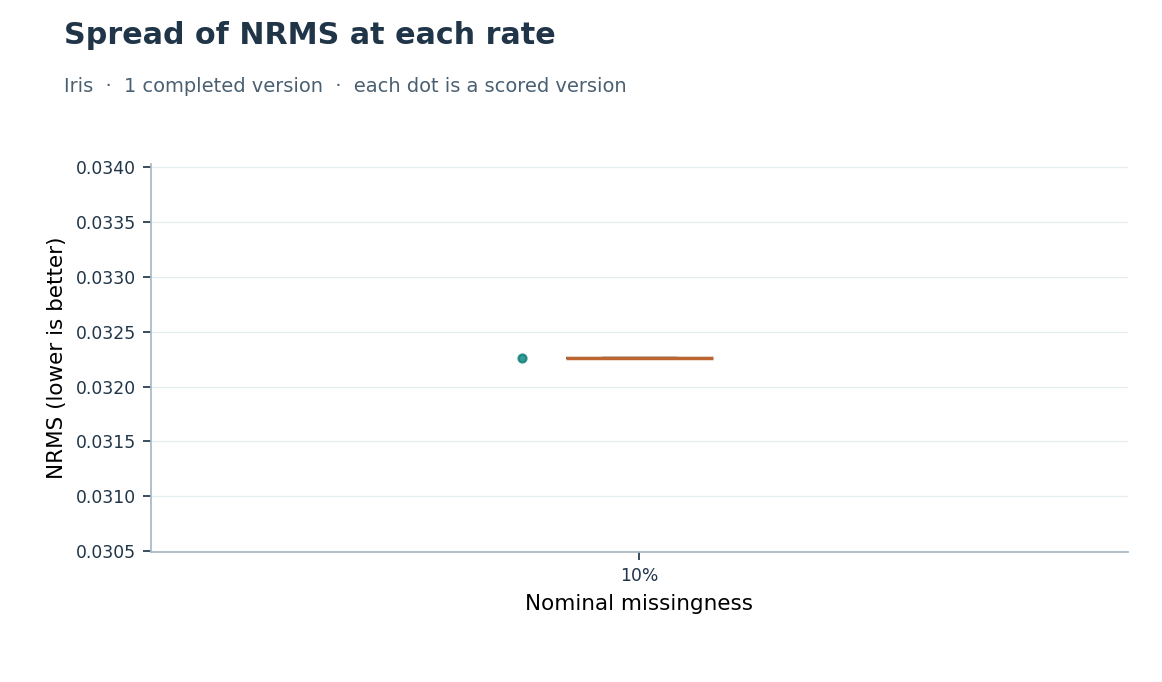 Spread of NRMS at each rate
Iris · 1 completed version · each dot is a scored version
NRMS (lower is better)
0.0340
0.0335
0.0330
0.0325
0.0320
0.0315
0.0310
0.0305
10%
Nominal missingness